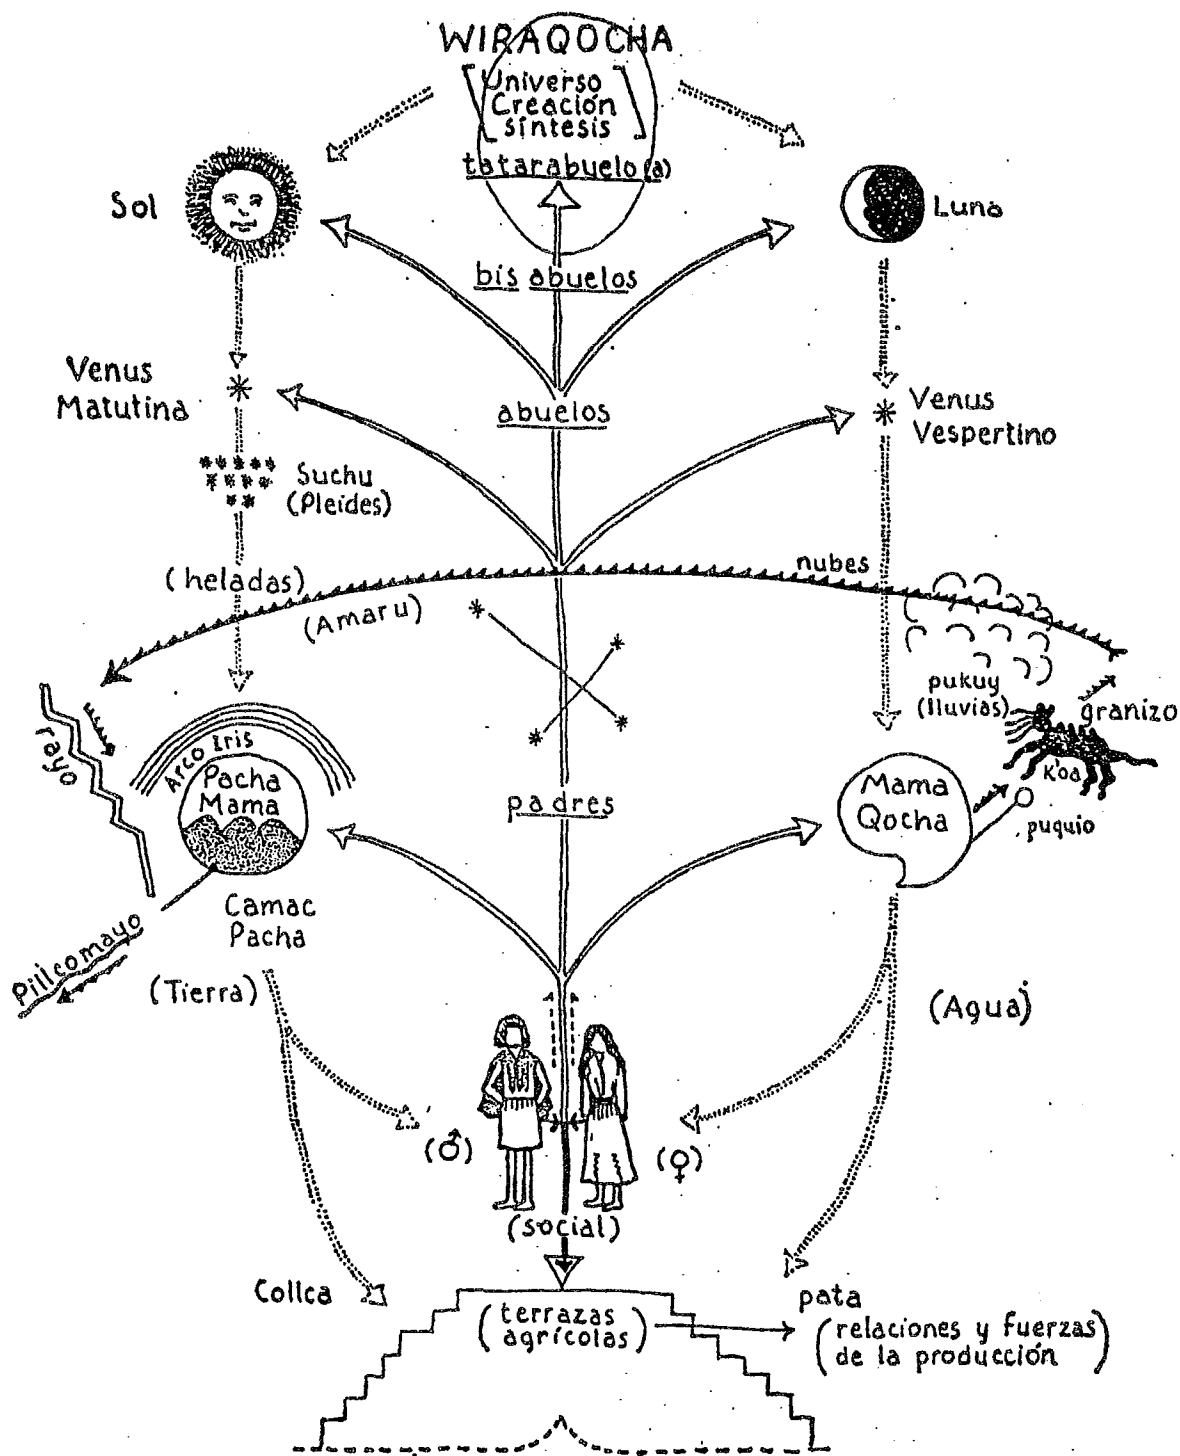 WIRAQOCHA
Universo
Creación
síntesis
tatarabuelo(a)
Sol
Luna
bis abuelos
Venus
Matutina
abuelos
Venus
Vespertino
Suchu
(Pleides)
(heladas)
nubes
(Amaru)
pukuy
(lluvias)
granizo
rayo
Arco Iris
Pacha
Mama
k'oa
Mama
Qocha
padres
puquio
Camac
Pacha
Pillcomayo
(Tierra)
(Agua)
(♂)
(♀)
(social)
Collca
pata
(terrazas
agrícolas)
(relaciones y fuerzas
de la producción)